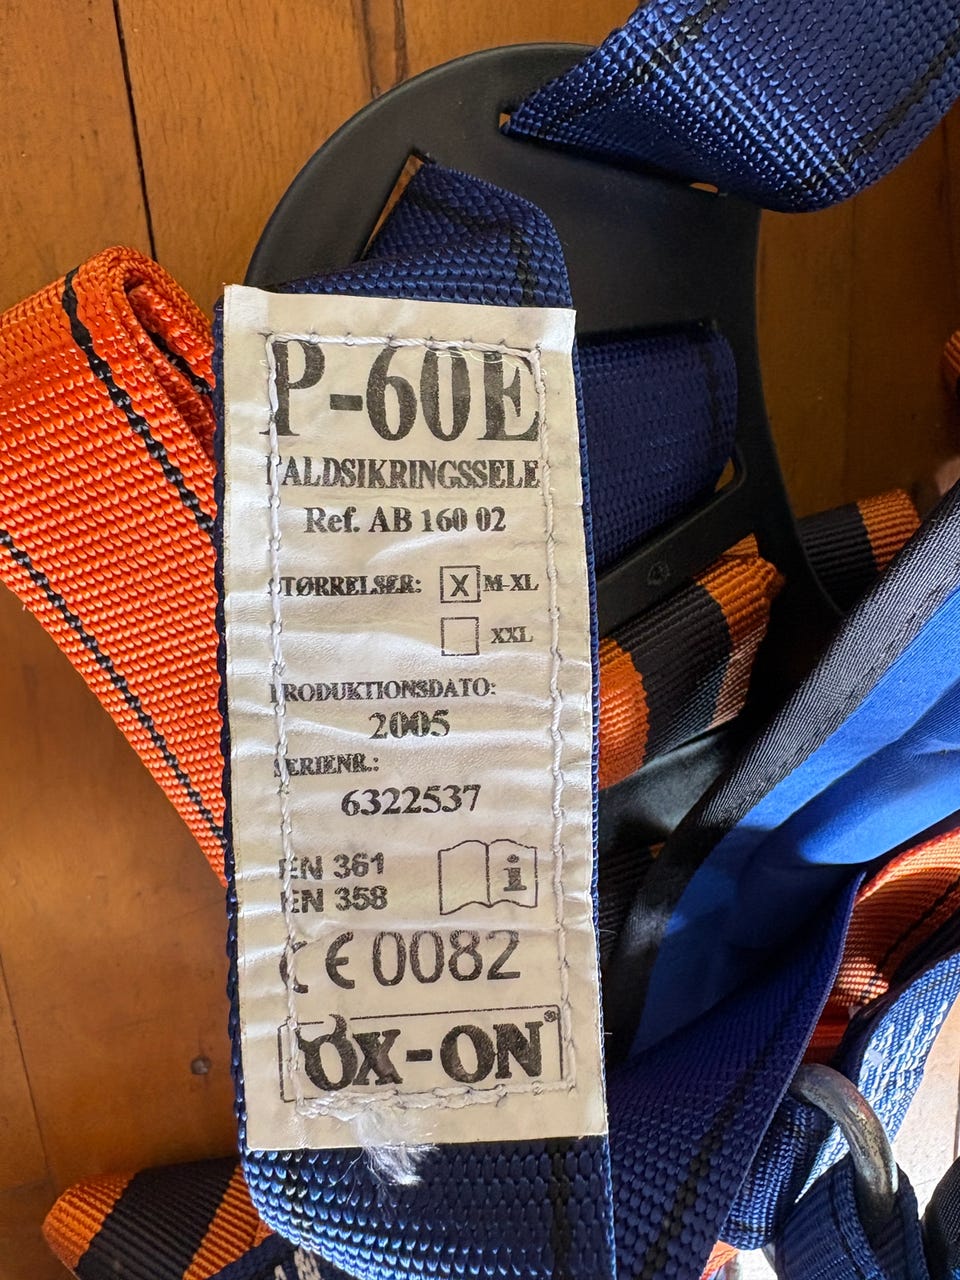 P-60E
FALDSIKRINGSSELE
Ref. AB 160 02
STØRRELSER: X M-XL
XXL
PRODUKTIONSDATO:
2005
SERIENR.:
6322537
EN 361
EN 358
i
CE 0082
OX-ON®